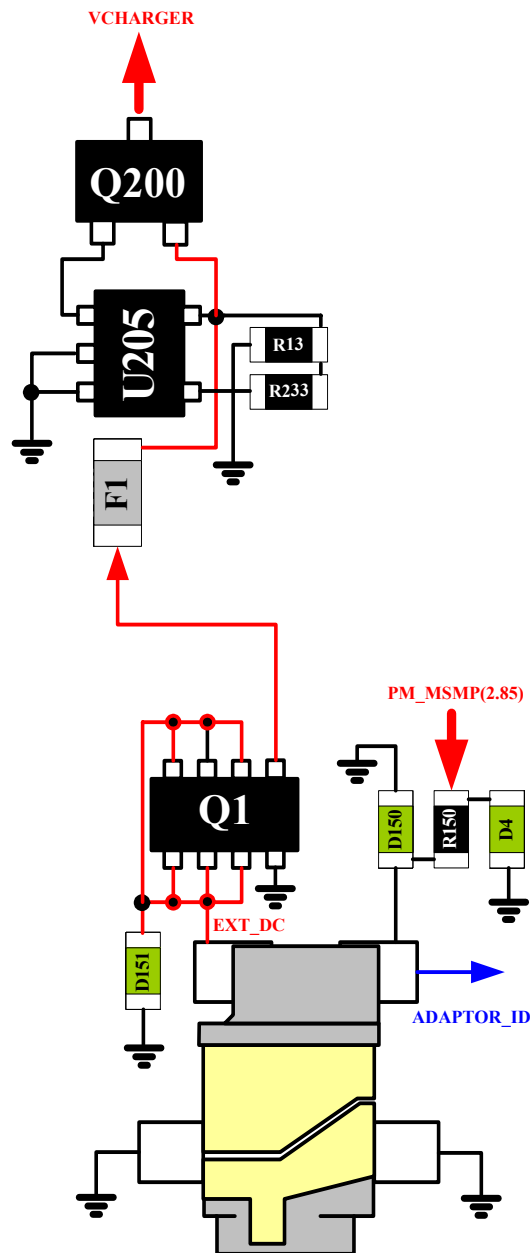 VCHARGER
Q200
U205
R13
R233
F1
PM_MSMP(2.85)
Q1
D150
R150
D4
EXT_DC
D151
ADAPTOR_ID